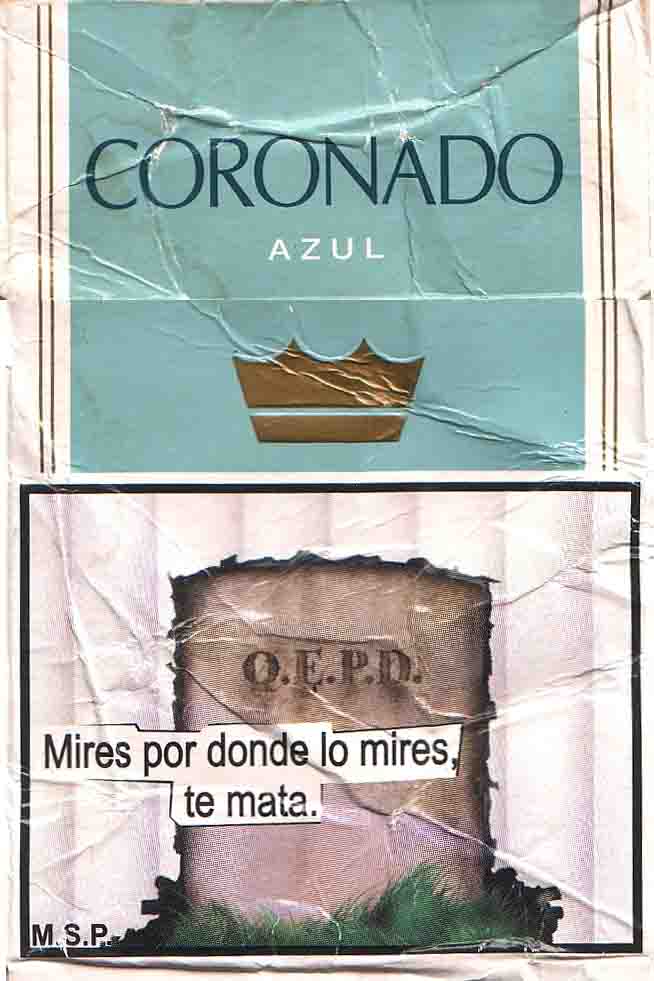 CORONADO
AZUL
Q.E.P.D.
Mires por donde lo mires,
te mata.
M.S.P.